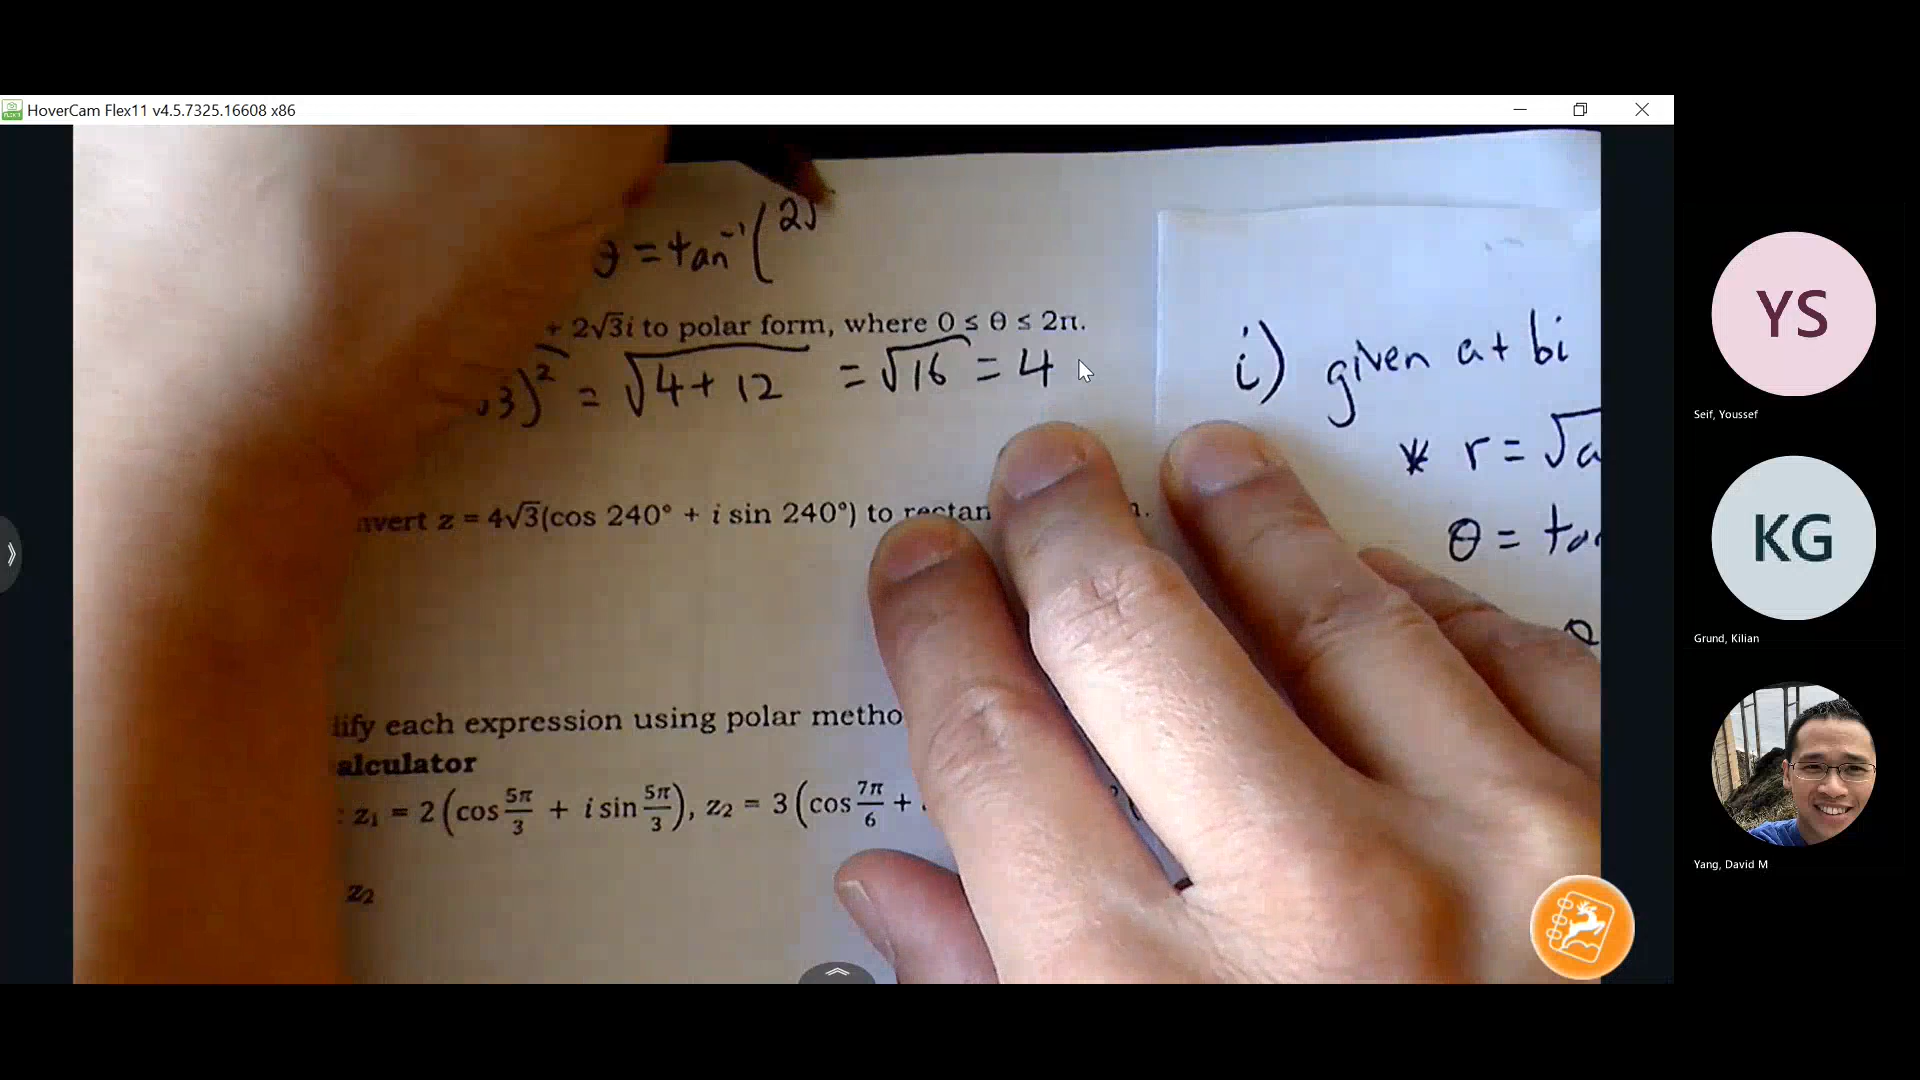 HoverCam Flex11 v4.5.7325.16608 x86
θ = tan⁻¹(2√
+ 2√3i to polar form, where 0 ≤ θ ≤ 2π.
√3)² = √4 + 12 = √16 = 4
nvert z = 4√3(cos 240° + i sin 240°) to rectan
lify each expression using polar metho
alculator
: z₁ = 2 (cos 5π/3 + i sin 5π/3), z₂ = 3 (cos 7π/6 +
z₂
i) given a + bi
* r = √a
θ = tan
YS
Seif, Youssef
KG
Grund, Kilian
Yang, David M